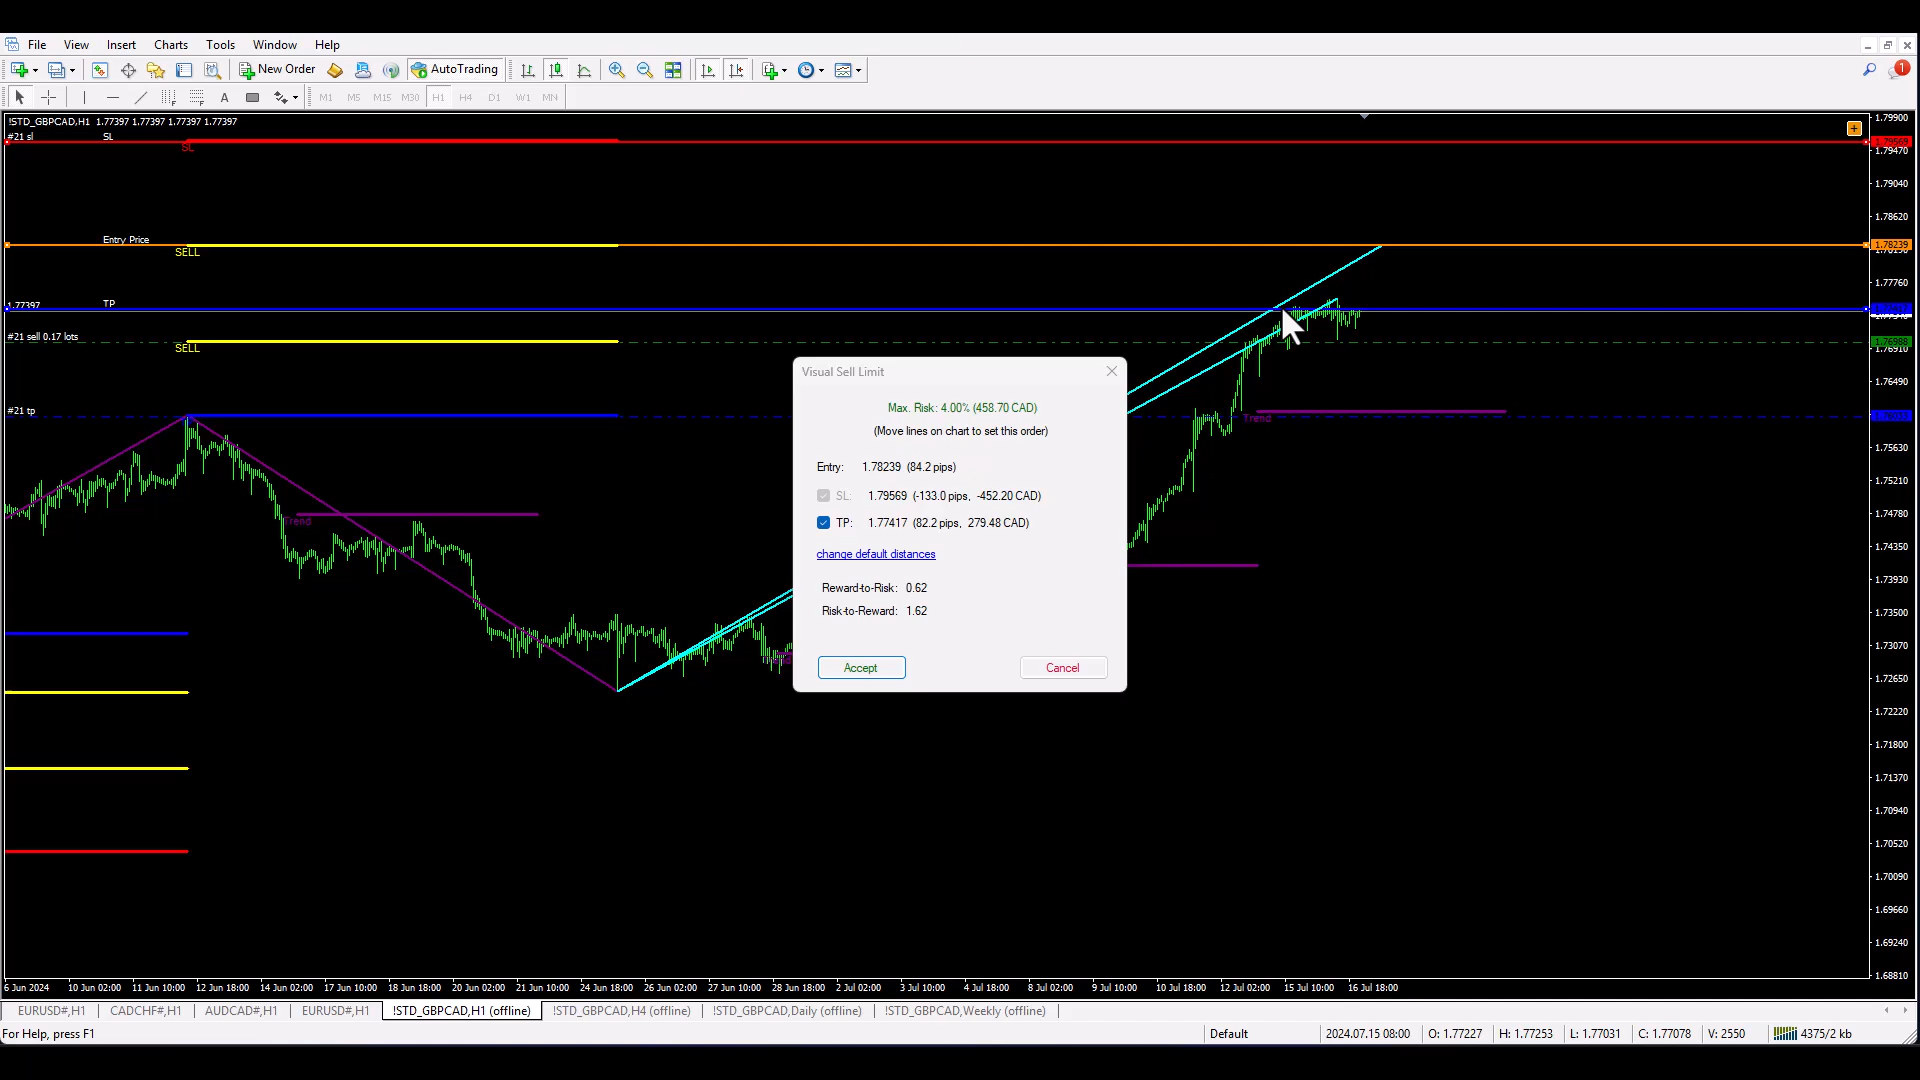 File View Insert Charts Tools Window Help
New Order AutoTrading
A M1 M5 M15 M30 H1 H4 D1 W1 MN
!STD_GBPCAD,H1 1.77397 1.77397 1.77397 1.77397
1.79900
#21 sl SL
SL
1.79569
1.79470
1.79040
1.78620
Entry Price
1.78239
SELL
1.77760
1.77397 TP
#21 sell 0.17 lots
1.76988
SELL
1.76910
1.76490
#21 tp
Trend
1.75630
1.75210
1.74780
Trend
1.74350
1.73930
1.73500
1.73070
1.72650
1.72220
1.71800
1.71370
1.70940
1.70520
1.70090
1.69660
1.69240
1.68810
Visual Sell Limit
Max. Risk: 4.00% (458.70 CAD)
(Move lines on chart to set this order)
Entry: 1.78239 (84.2 pips)
SL: 1.79569 (-133.0 pips, -452.20 CAD)
TP: 1.77417 (82.2 pips, 279.48 CAD)
change default distances
Reward-to-Risk: 0.62
Risk-to-Reward: 1.62
Accept Cancel
6 Jun 2024 10 Jun 02:00 11 Jun 10:00 12 Jun 18:00 14 Jun 02:00 17 Jun 10:00 18 Jun 18:00 20 Jun 02:00 21 Jun 10:00 24 Jun 18:00 26 Jun 02:00 27 Jun 10:00 28 Jun 18:00 2 Jul 02:00 3 Jul 10:00 4 Jul 18:00 8 Jul 02:00 9 Jul 10:00 10 Jul 18:00 12 Jul 02:00 15 Jul 10:00 16 Jul 18:00
EURUSD#,H1 CADCHF#,H1 AUDCAD#,H1 EURUSD#,H1 !STD_GBPCAD,H1 (offline) !STD_GBPCAD,H4 (offline) !STD_GBPCAD,Daily (offline) !STD_GBPCAD,Weekly (offline)
For Help, press F1 Default 2024.07.15 08:00 O: 1.77227 H: 1.77253 L: 1.77031 C: 1.77078 V: 2550 4375/2 kb